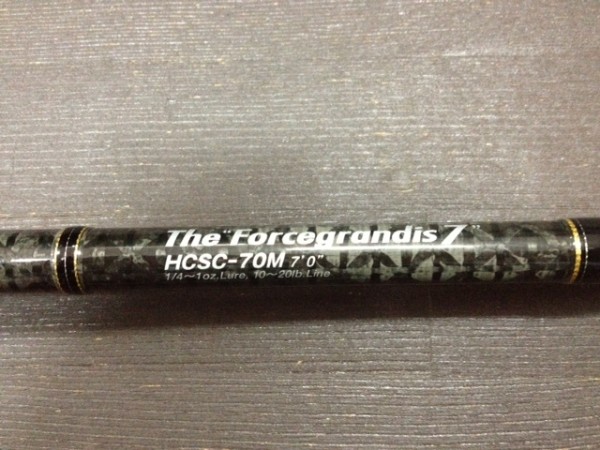 The "Forcegrandis 7"
HCSC-70M 7'0"
1/4～1oz.Lure, 10～20lb.Line